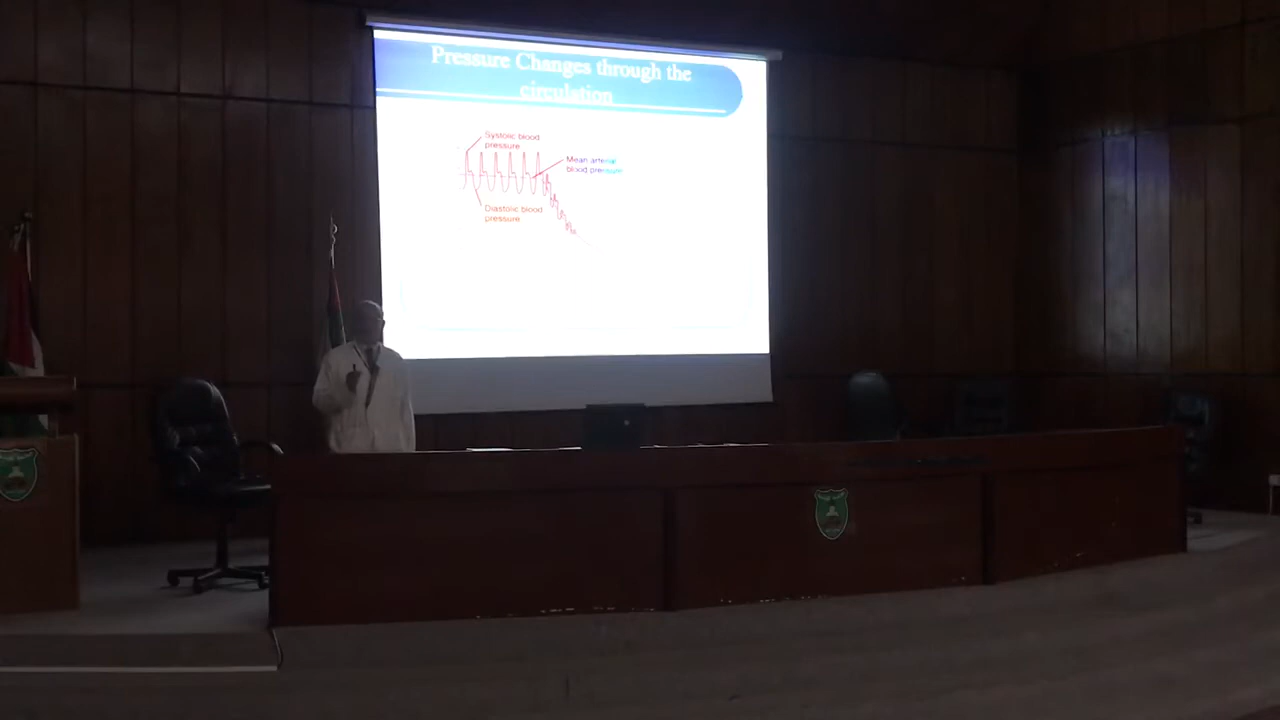 Pressure Changes through the
circulation
Systolic blood
pressure
Mean arterial
blood pressure
Diastolic blood
pressure